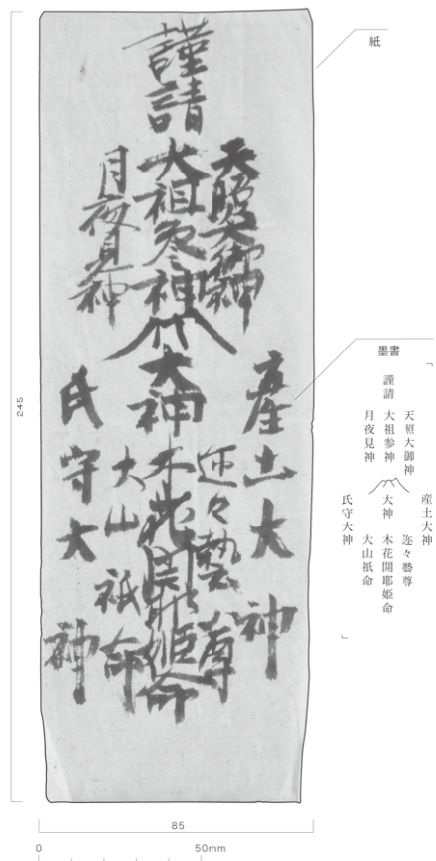 謹請
天照大御神
大祖参神
月夜見神
大神
産土大神
迩々藝尊
木花開耶姫命
大山祇命
氏守大神
紙
墨書
「
謹請
天照大御神
大祖参神
月夜見神
大神
産土大神
迩々藝尊
木花開耶姫命
大山祇命
氏守大神
」
245
85
0
50mm